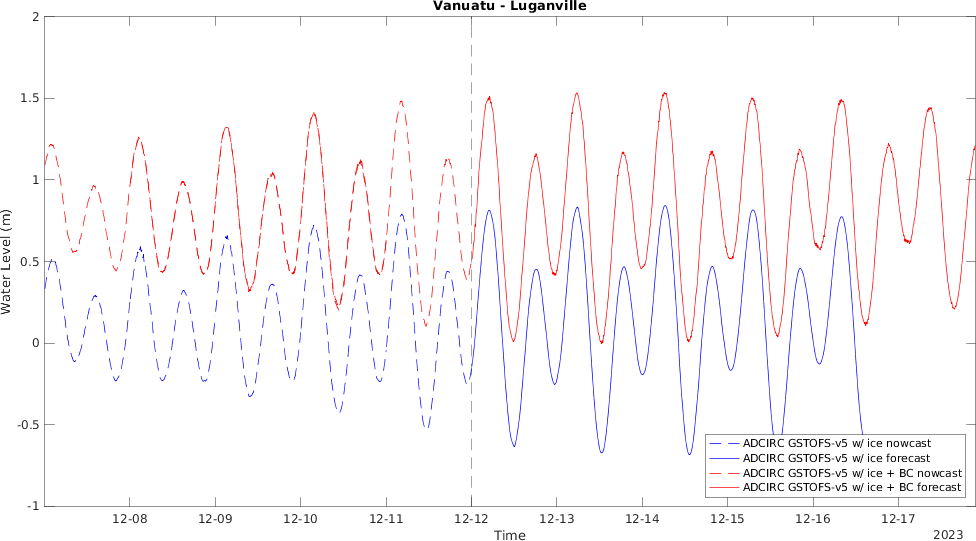 Vanuatu - Luganville
Water Level (m)
2
1.5
1
0.5
0
-0.5
-1
ADCIRC GSTOFS-v5 w/ ice nowcast
ADCIRC GSTOFS-v5 w/ ice forecast
ADCIRC GSTOFS-v5 w/ ice + BC nowcast
ADCIRC GSTOFS-v5 w/ ice + BC forecast
12-08 12-09 12-10 12-11 12-12 12-13 12-14 12-15 12-16 12-17
Time
2023